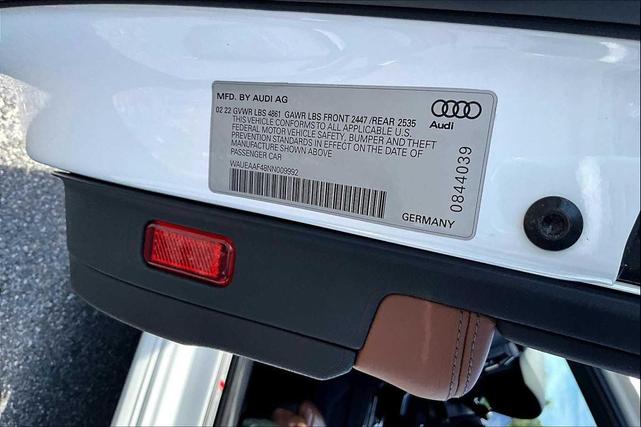 MFD. BY AUDI AG
02 22 GVWR LBS 4861 GAWR LBS FRONT 2447 /REAR 2535
THIS VEHICLE CONFORMS TO ALL APPLICABLE U.S.
FEDERAL MOTOR VEHICLE SAFETY, BUMPER AND THEFT
PREVENTION STANDARDS IN EFFECT ON THE DATE OF
MANUFACTURE SHOWN ABOVE
PASSENGER CAR
WAUEAAF48NN009992
Audi
0844039
GERMANY